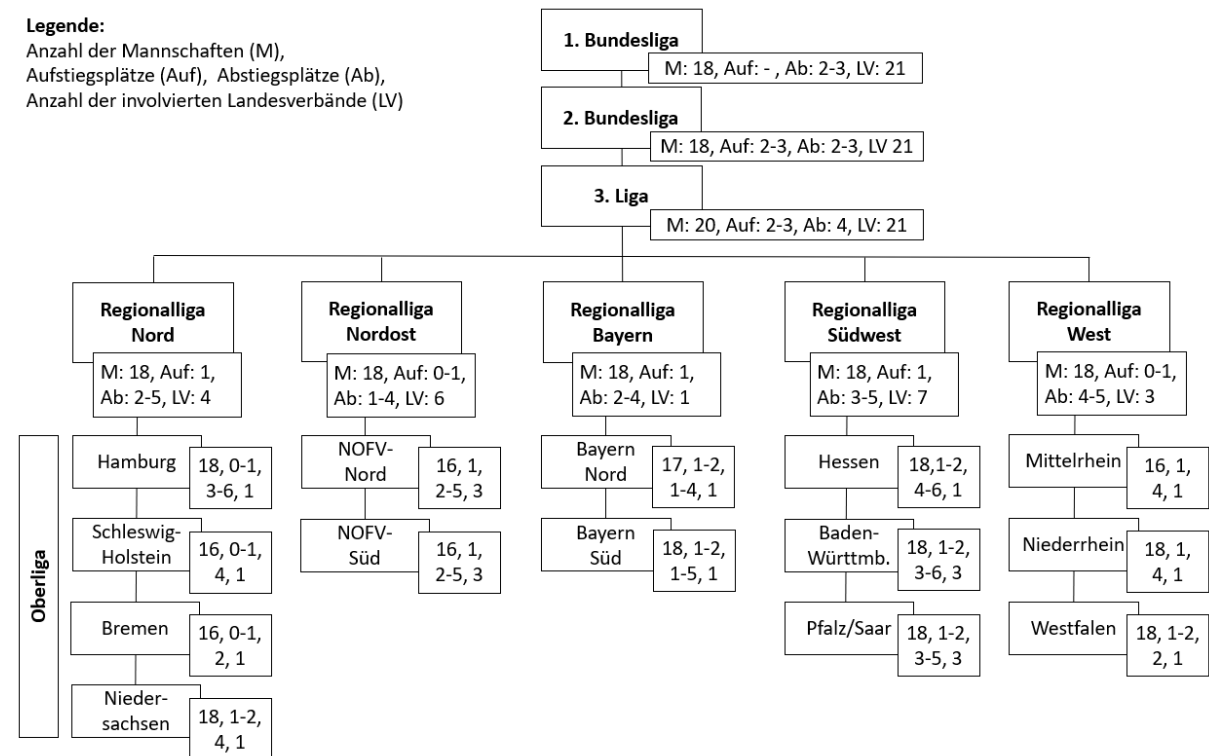 Legende:
Anzahl der Mannschaften (M),
Aufstiegsplätze (Auf), Abstiegsplätze (Ab),
Anzahl der involvierten Landesverbände (LV)
1. Bundesliga
M: 18, Auf: - , Ab: 2-3, LV: 21
2. Bundesliga
M: 18, Auf: 2-3, Ab: 2-3, LV 21
3. Liga
M: 20, Auf: 2-3, Ab: 4, LV: 21
Regionalliga
Nord
M: 18, Auf: 1,
Ab: 2-5, LV: 4
Regionalliga
Nordost
M: 18, Auf: 0-1,
Ab: 1-4, LV: 6
Regionalliga
Bayern
M: 18, Auf: 1,
Ab: 2-4, LV: 1
Regionalliga
Südwest
M: 18, Auf: 1,
Ab: 3-5, LV: 7
Regionalliga
West
M: 18, Auf: 0-1,
Ab: 4-5, LV: 3
Oberliga
Hamburg
18, 0-1,
3-6, 1
Schleswig-
Holstein
16, 0-1,
4, 1
Bremen
16, 0-1,
2, 1
Nieder-
sachsen
18, 1-2,
4, 1
NOFV-
Nord
16, 1,
2-5, 3
NOFV-
Süd
16, 1,
2-5, 3
Bayern
Nord
17, 1-2,
1-4, 1
Bayern
Süd
18, 1-2,
1-5, 1
Hessen
18,1-2,
4-6, 1
Baden-
Württmb.
18, 1-2,
3-6, 3
Pfalz/Saar
18, 1-2,
3-5, 3
Mittelrhein
16, 1,
4, 1
Niederrhein
18, 1,
4, 1
Westfalen
18, 1-2,
2, 1